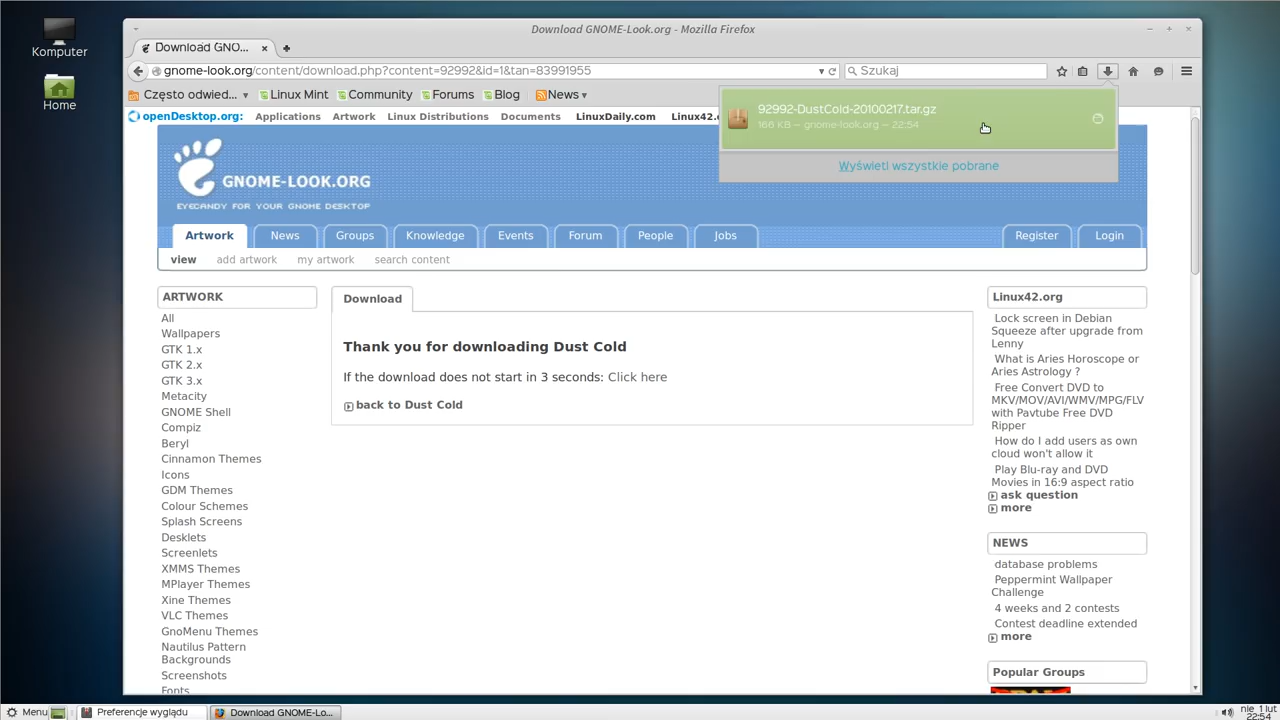 Download GNOME-Look.org - Mozilla Firefox
Komputer
Home
Download GNO...
gnome-look.org/content/download.php?content=92992&id=1&tan=83991955
Szukaj
Często odwied...
Linux Mint
Community
Forums
Blog
News
openDesktop.org:
Applications
Artwork
Linux Distributions
Documents
LinuxDaily.com
Linux42.
92992-DustCold-20100217.tar.gz
166 KB — gnome-look.org — 22:54
Wyświetl wszystkie pobrane
GNOME-LOOK.ORG
EYECANDY FOR YOUR GNOME DESKTOP
Artwork
News
Groups
Knowledge
Events
Forum
People
Jobs
Register
Login
view
add artwork
my artwork
search content
ARTWORK
All
Wallpapers
GTK 1.x
GTK 2.x
GTK 3.x
Metacity
GNOME Shell
Compiz
Beryl
Cinnamon Themes
Icons
GDM Themes
Colour Schemes
Splash Screens
Desklets
Screenlets
XMMS Themes
MPlayer Themes
Xine Themes
VLC Themes
GnoMenu Themes
Nautilus Pattern
Backgrounds
Screenshots
Fonts
Download
Thank you for downloading Dust Cold
If the download does not start in 3 seconds: Click here
back to Dust Cold
Linux42.org
Lock screen in Debian
Squeeze after upgrade from
Lenny
What is Aries Horoscope or
Aries Astrology ?
Free Convert DVD to
MKV/MOV/AVI/WMV/MPG/FLV
with Pavtube Free DVD
Ripper
How do I add users as own
cloud won't allow it
Play Blu-ray and DVD
Movies in 16:9 aspect ratio
ask question
more
NEWS
database problems
Peppermint Wallpaper
Challenge
4 weeks and 2 contests
Contest deadline extended
more
Popular Groups
Menu
Preferencje wyglądu
Download GNOME-Lo...
nie, 1 lut
22:54